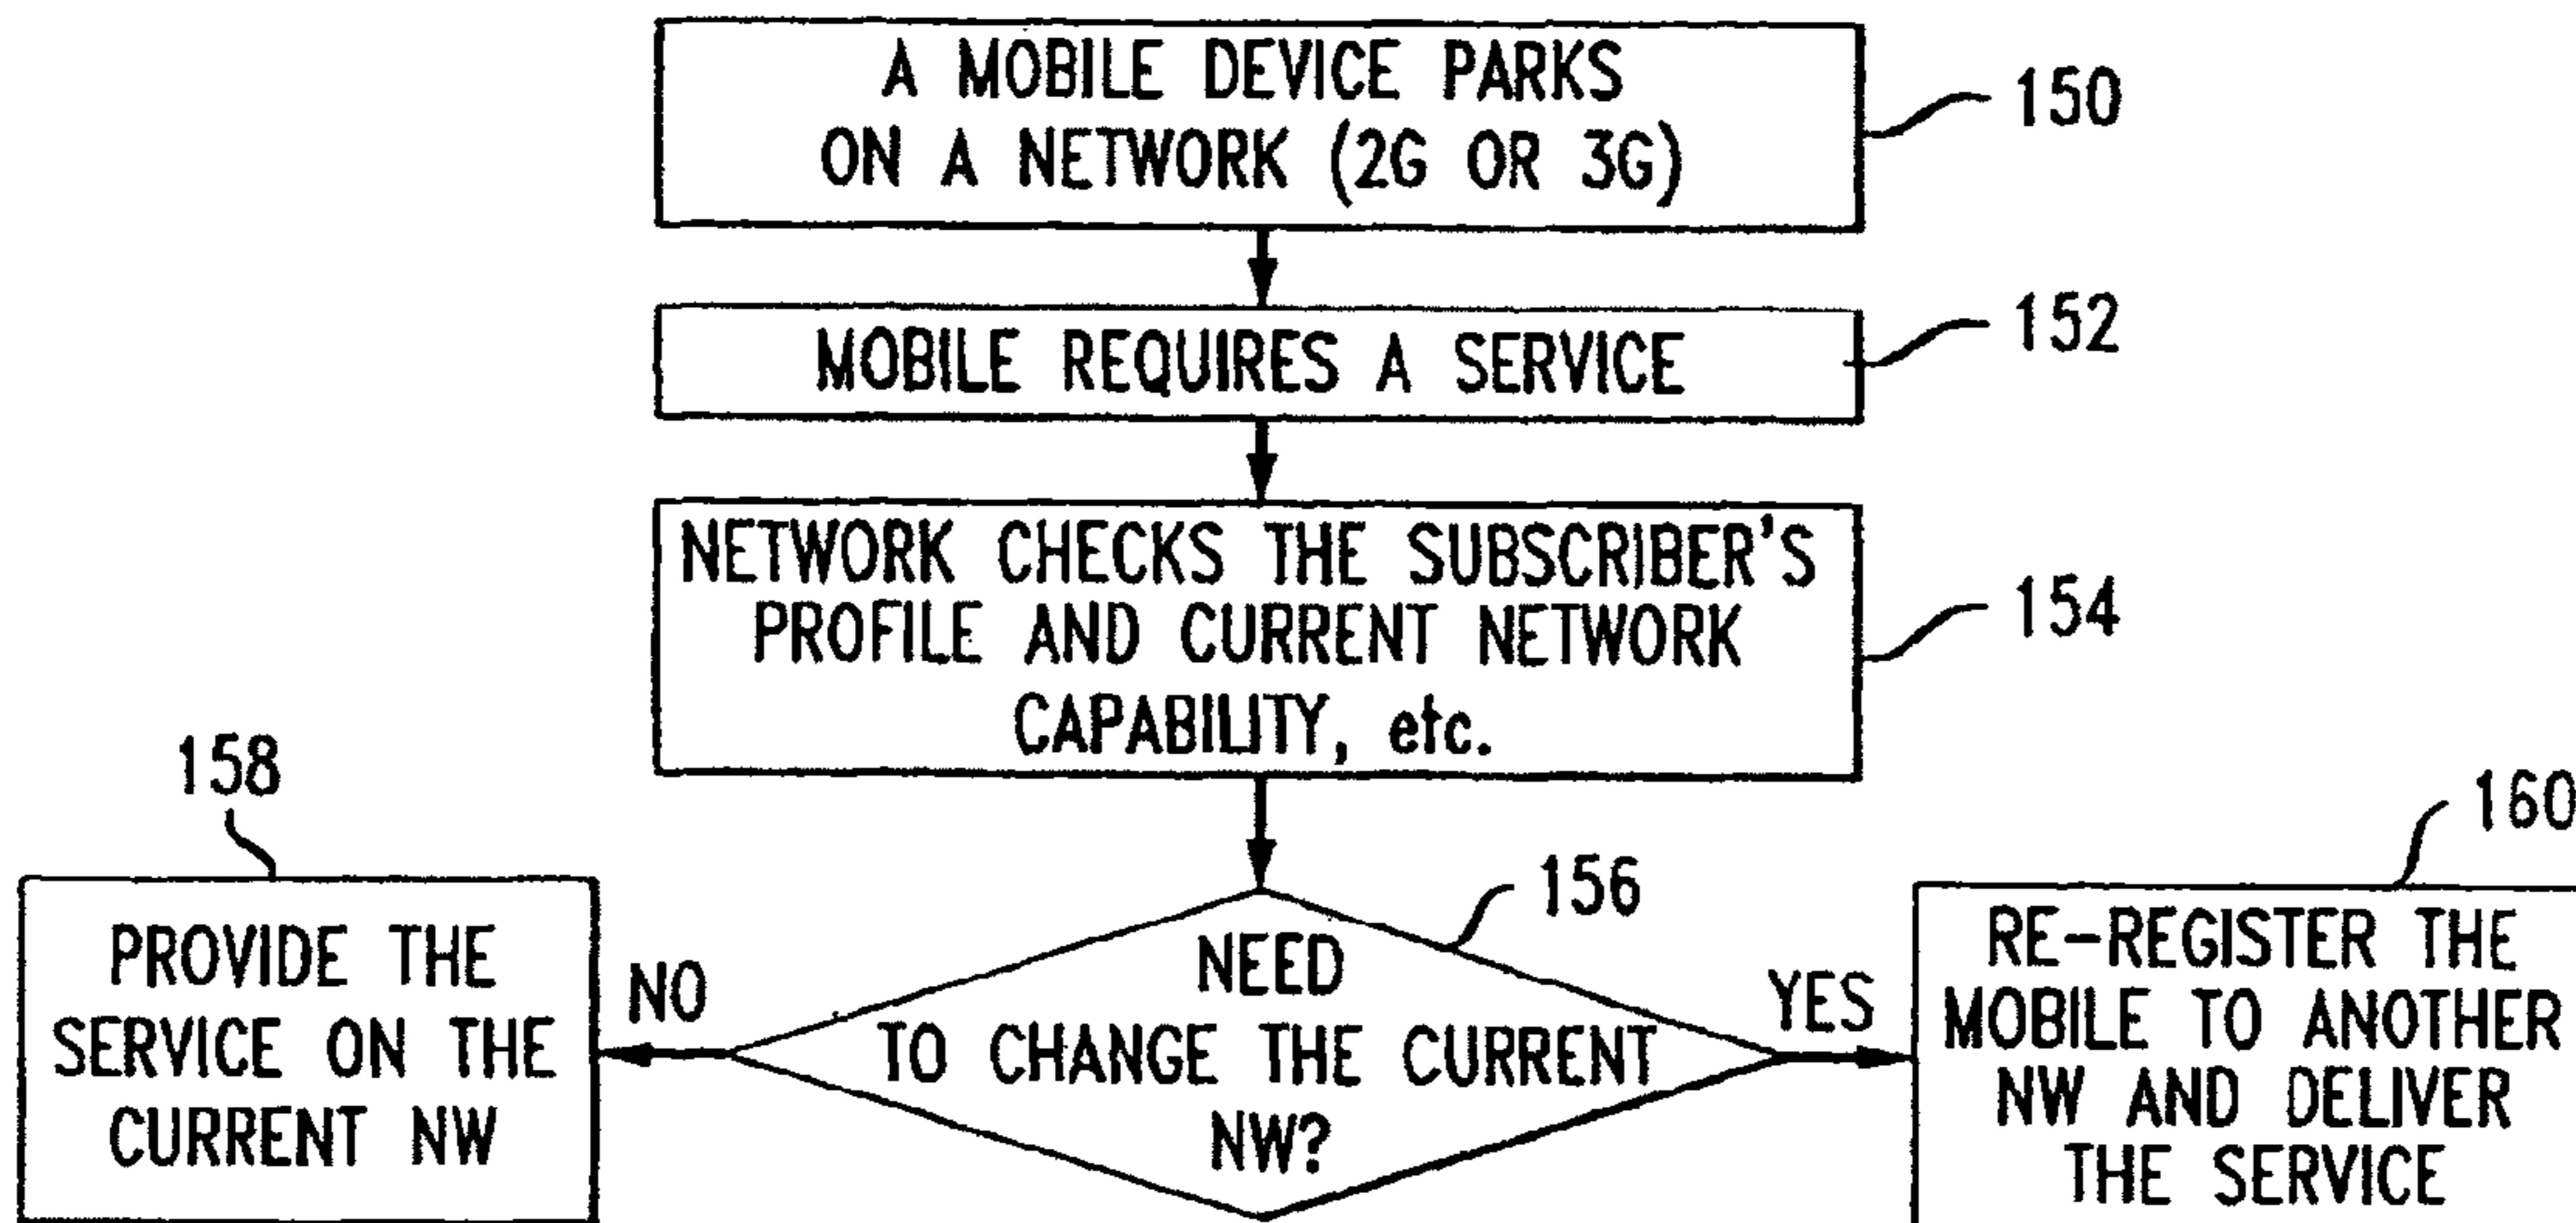 A MOBILE DEVICE PARKS
ON A NETWORK (2G OR 3G)
150
MOBILE REQUIRES A SERVICE
152
NETWORK CHECKS THE SUBSCRIBER'S
PROFILE AND CURRENT NETWORK
CAPABILITY, etc.
154
158
PROVIDE THE
SERVICE ON THE
CURRENT NW
NO
156
NEED
TO CHANGE THE CURRENT
NW?
YES
160
RE-REGISTER THE
MOBILE TO ANOTHER
NW AND DELIVER
THE SERVICE